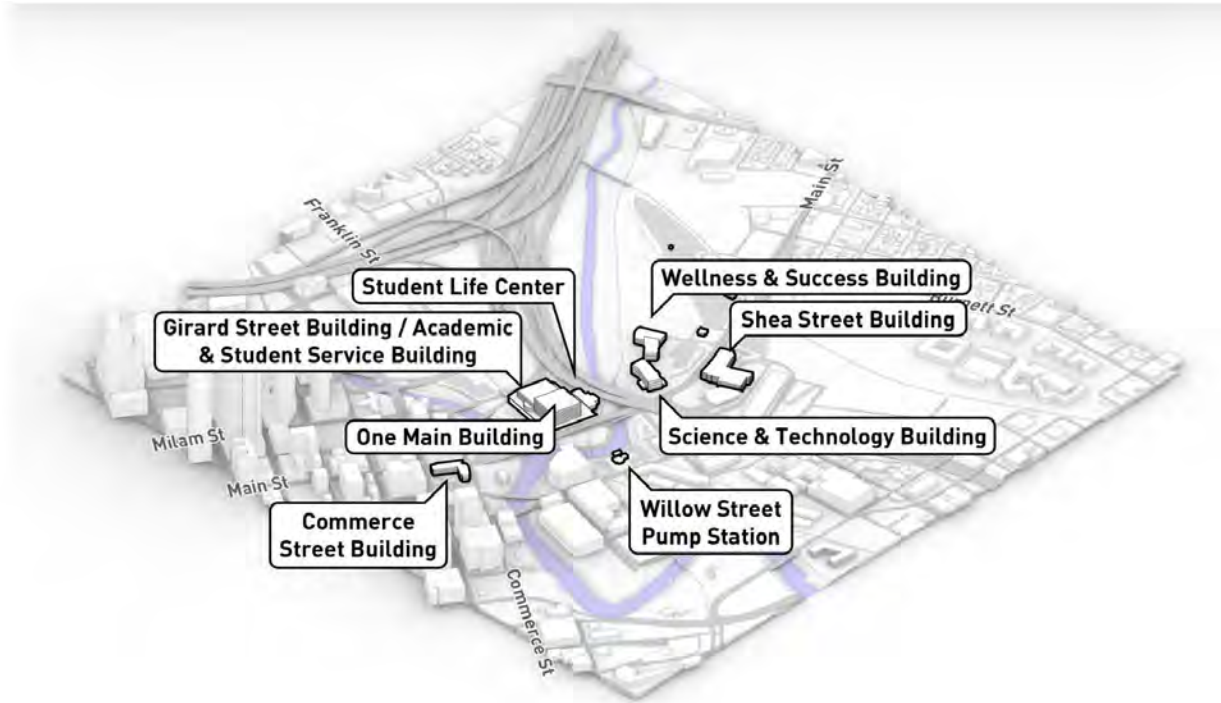 Main St
Franklin St
Wellness & Success Building
Student Life Center
Burnett St
Shea Street Building
Girard Street Building / Academic
& Student Service Building
Milam St
One Main Building
Science & Technology Building
Main St
Commerce
Street Building
Willow Street
Pump Station
Commerce St